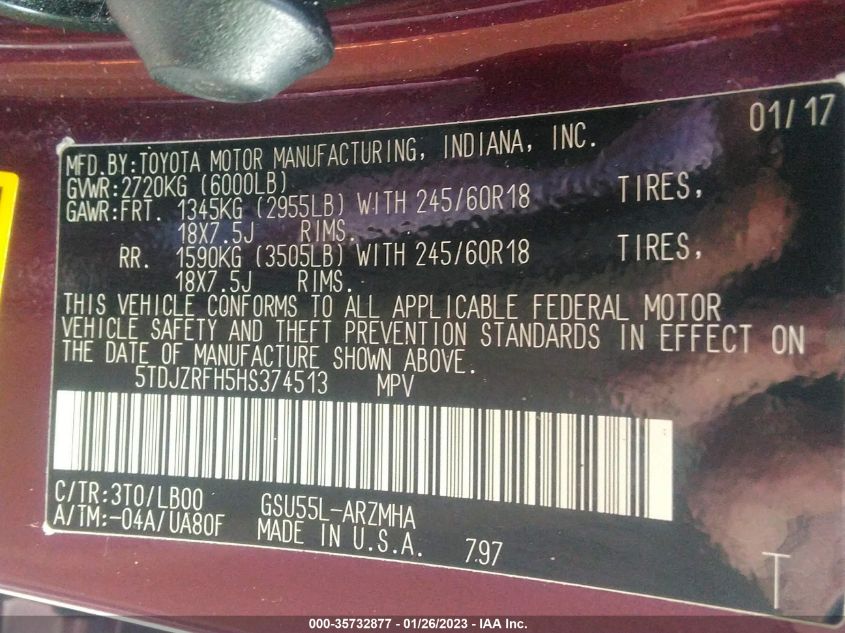 01/17
MFD.BY:TOYOTA MOTOR MANUFACTURING, INDIANA, INC.
GVWR:2720KG (6000LB)
GAWR:FRT. 1345KG (2955LB) WITH 245/60R18 TIRES,
18X7.5J RIMS.
RR. 1590KG (3505LB) WITH 245/60R18 TIRES,
18X7.5J RIMS.
THIS VEHICLE CONFORMS TO ALL APPLICABLE FEDERAL MOTOR
VEHICLE SAFETY AND THEFT PREVENTION STANDARDS IN EFFECT ON
THE DATE OF MANUFACTURE SHOWN ABOVE.
5TDJZRFH5HS374513 MPV
C/TR:3T0/LB00 GSU55L-ARZMHA
A/TM:-04A/UA80F MADE IN U.S.A. 797
T
000-35732877 - 01/26/2023 - IAA Inc.